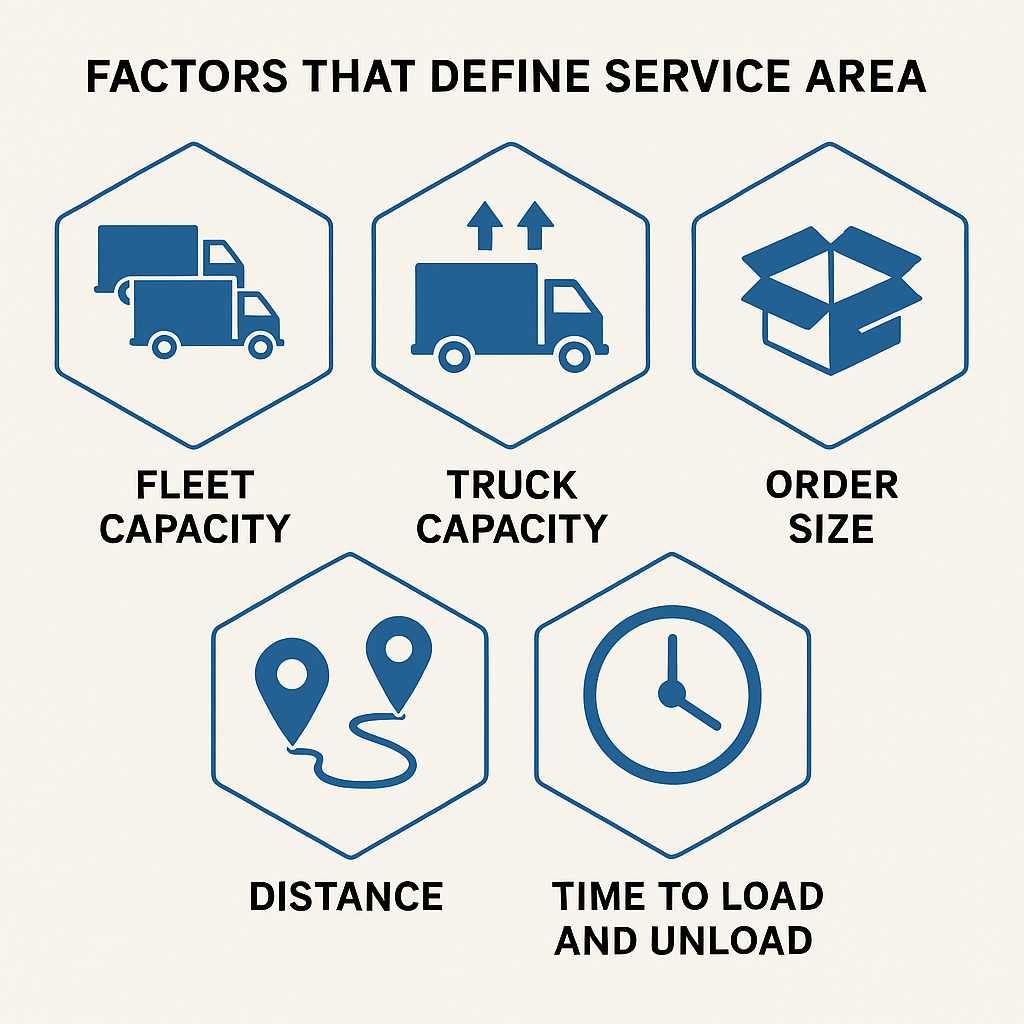 FACTORS THAT DEFINE SERVICE AREA
FLEET
CAPACITY
TRUCK
CAPACITY
ORDER
SIZE
DISTANCE
TIME TO LOAD
AND UNLOAD